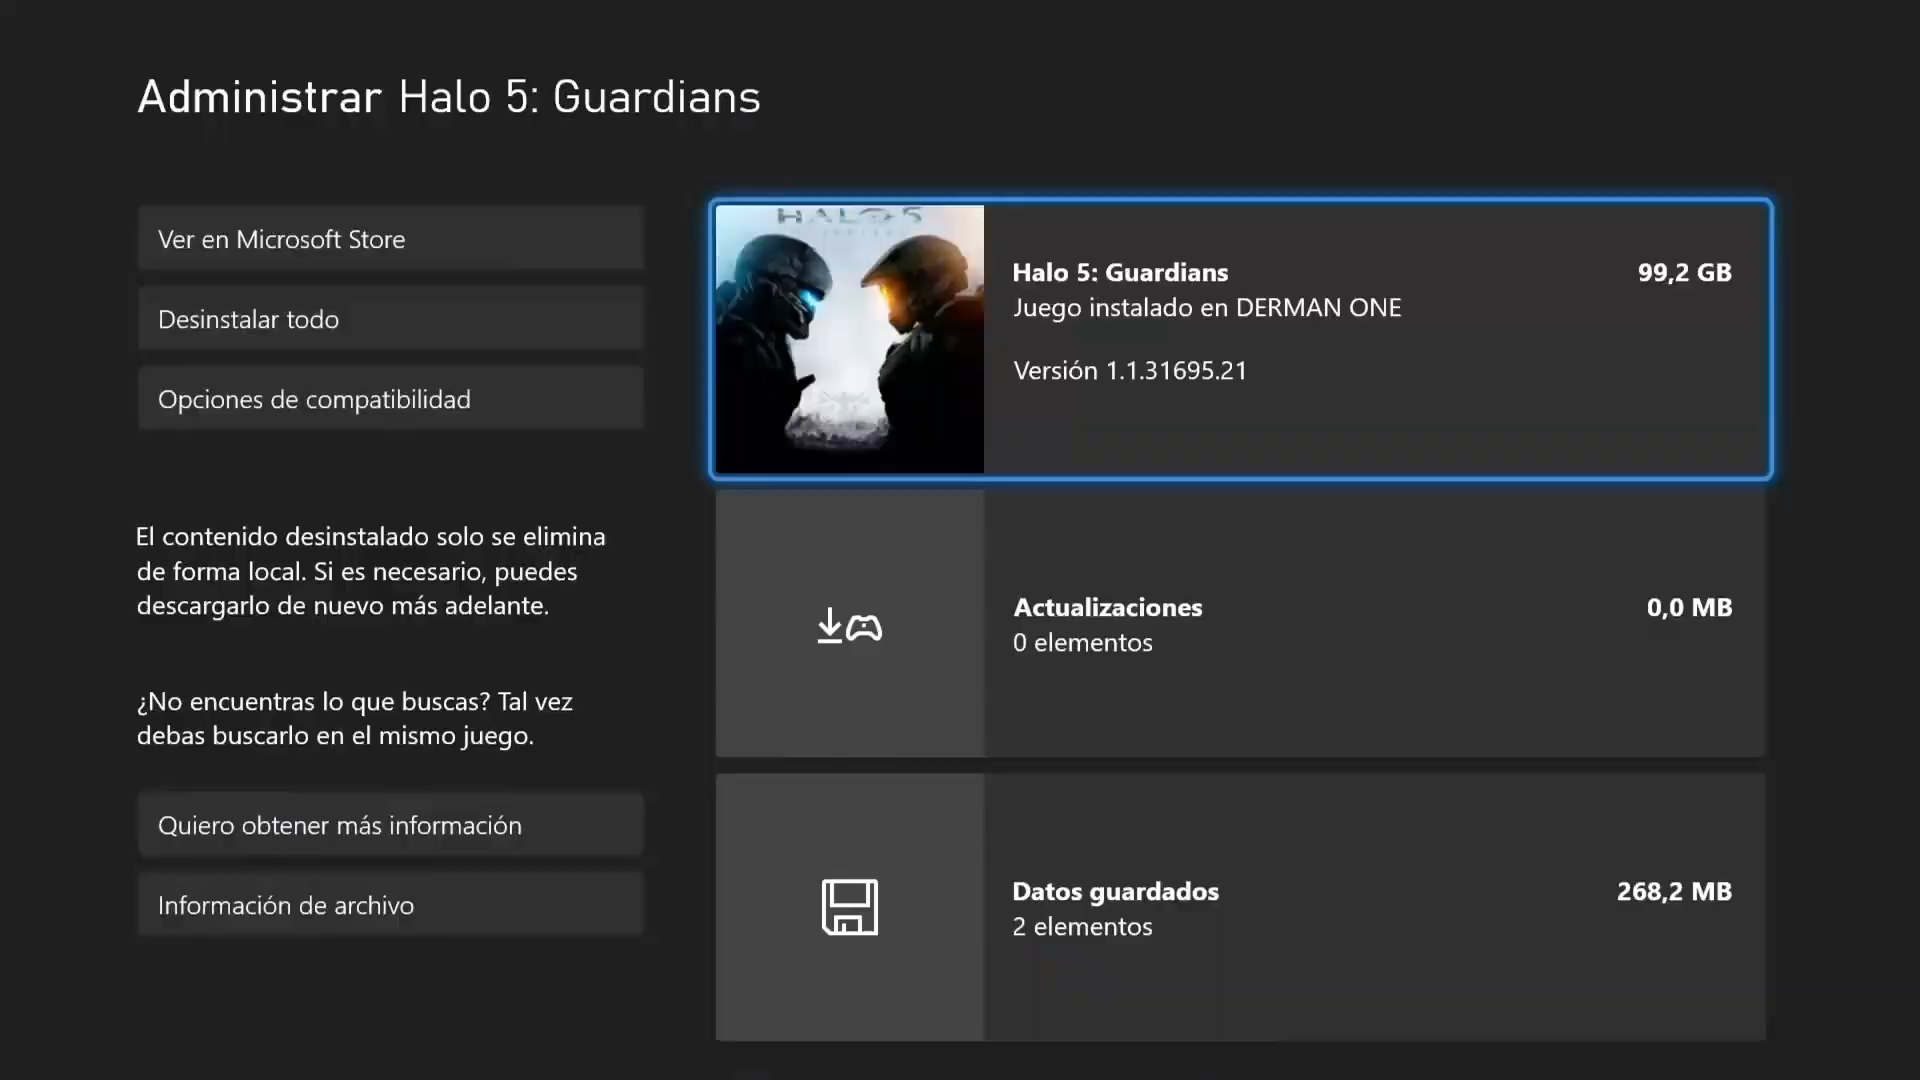 Administrar Halo 5: Guardians
Ver en Microsoft Store
Desinstalar todo
Opciones de compatibilidad
El contenido desinstalado solo se elimina
de forma local. Si es necesario, puedes
descargarlo de nuevo más adelante.
¿No encuentras lo que buscas? Tal vez
debas buscarlo en el mismo juego.
Quiero obtener más información
Información de archivo
HALO 5
Halo 5: Guardians
99,2 GB
Juego instalado en DERMAN ONE
Versión 1.1.31695.21
Actualizaciones
0,0 MB
0 elementos
Datos guardados
268,2 MB
2 elementos